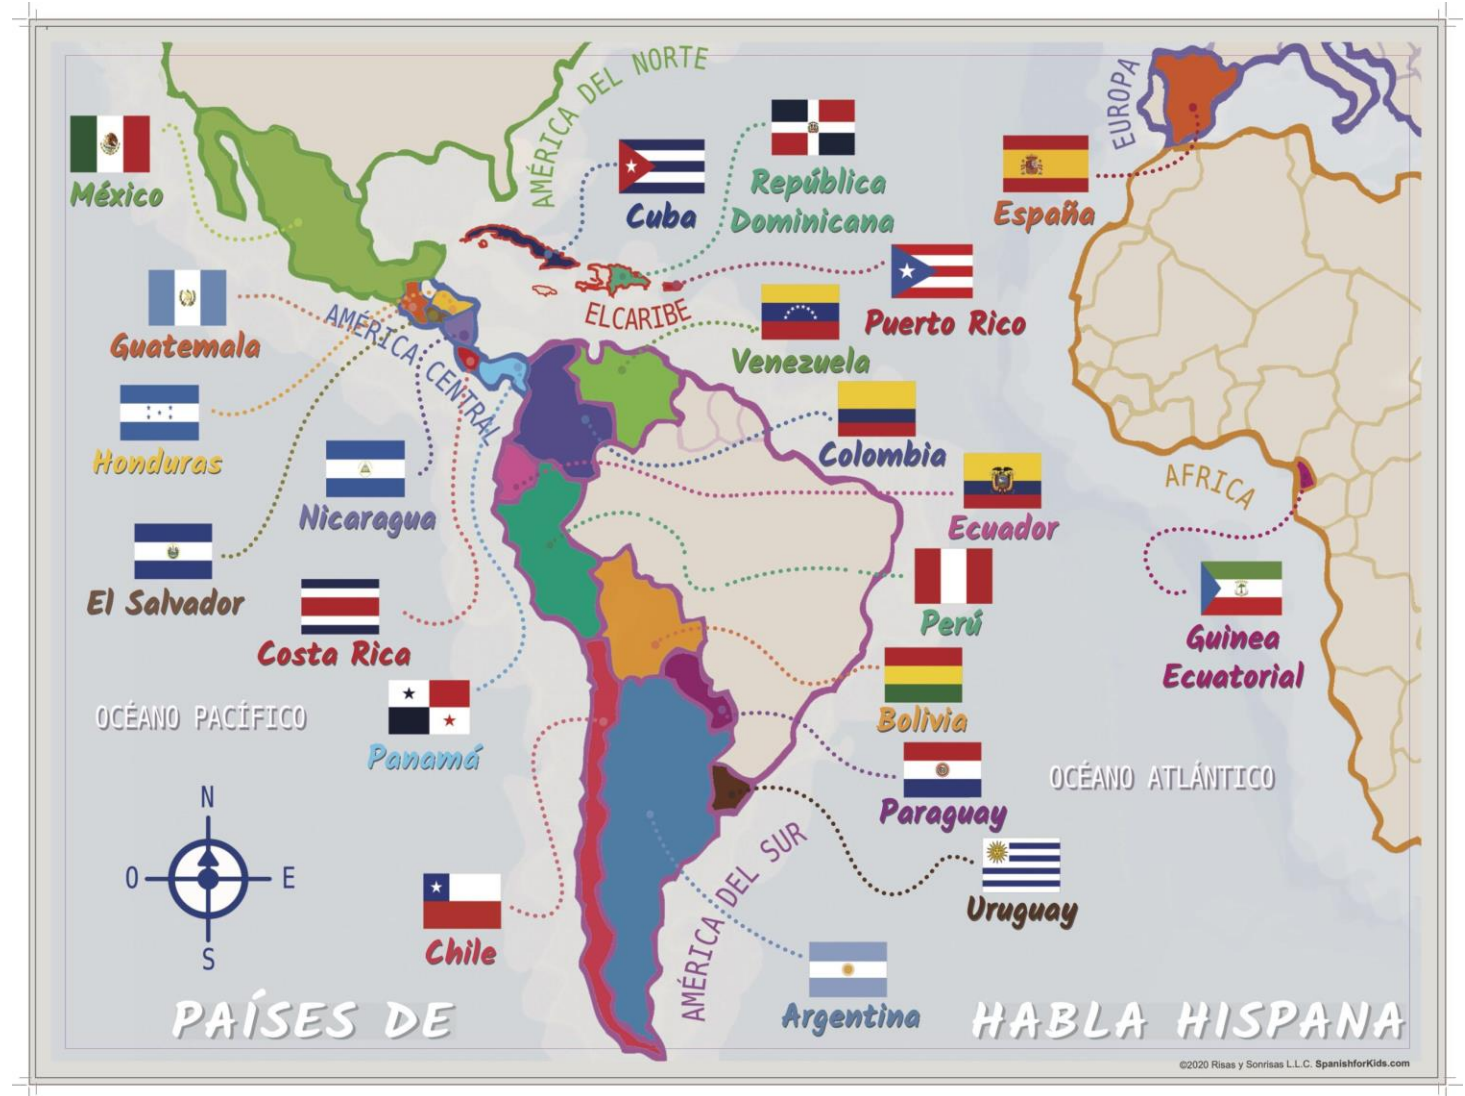 AMÉRICA DEL NORTE
EUROPA
México
Cuba
República
Dominicana
España
Guatemala
AMÉRICA CENTRAL
EL CARIBE
Puerto Rico
Venezuela
Honduras
Colombia
Nicaragua
Ecuador
AFRICA
El Salvador
Costa Rica
Perú
Guinea
Ecuatorial
OCÉANO PACÍFICO
Panamá
Bolivia
OCÉANO ATLÁNTICO
Paraguay
N
O
E
S
AMÉRICA DEL SUR
Uruguay
Chile
Argentina
PAÍSES DE HABLA HISPANA
©2020 Risas y Sonrisas L.L.C. SpanishforKids.com